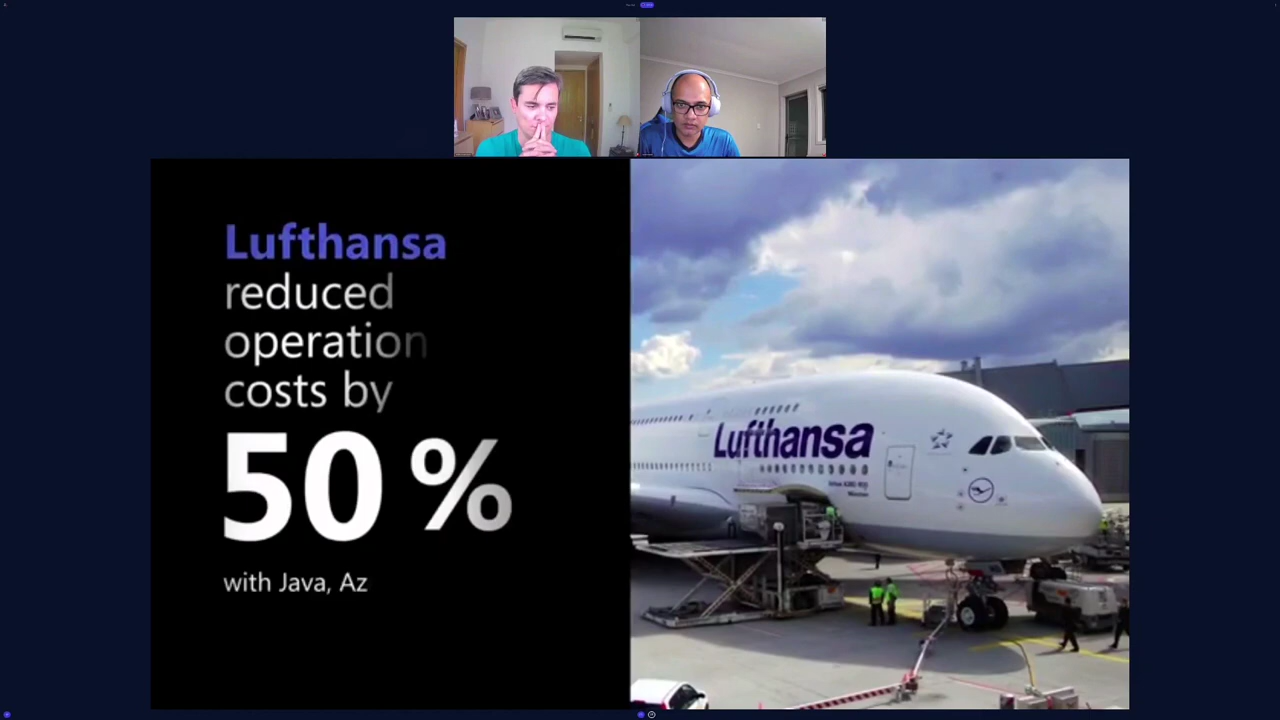 Lufthansa
reduced
operation
costs by
50 %
with Java, Az
Lufthansa